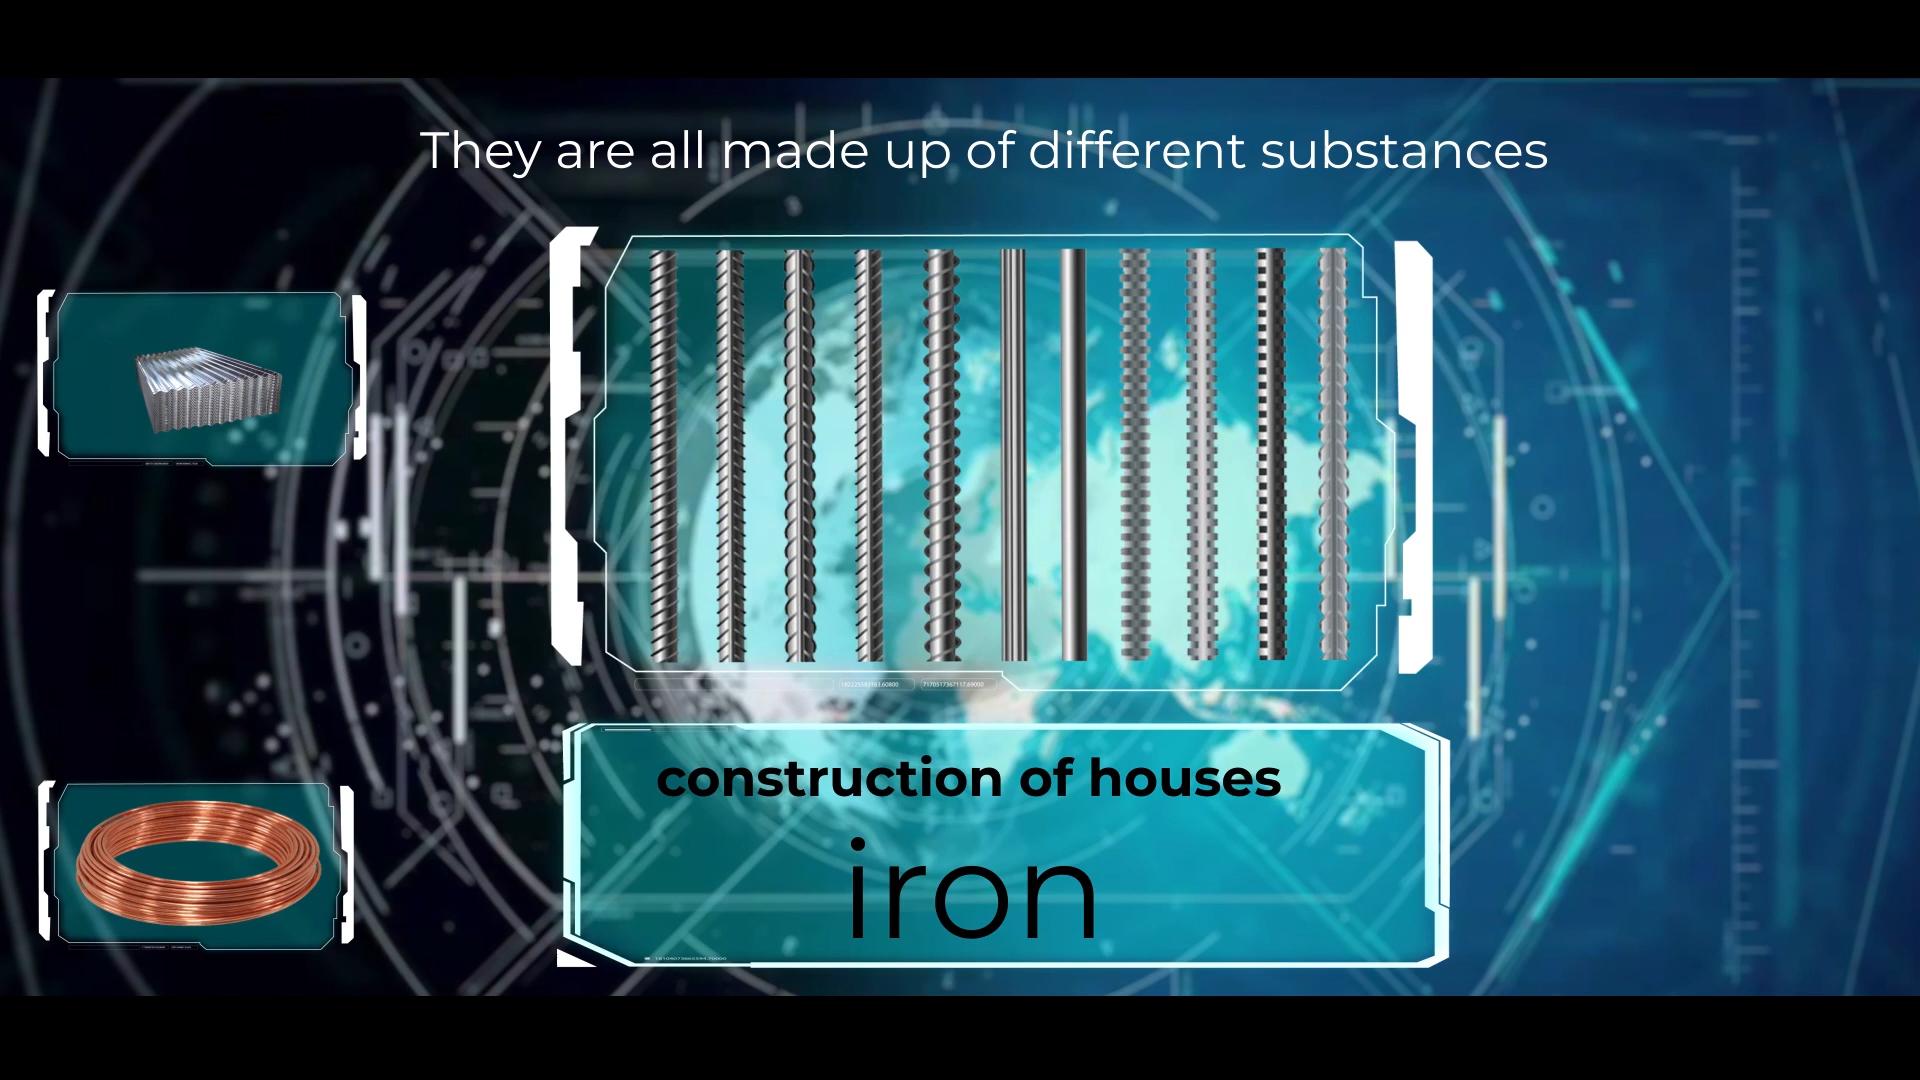 They are all made up of different substances
construction of houses
iron